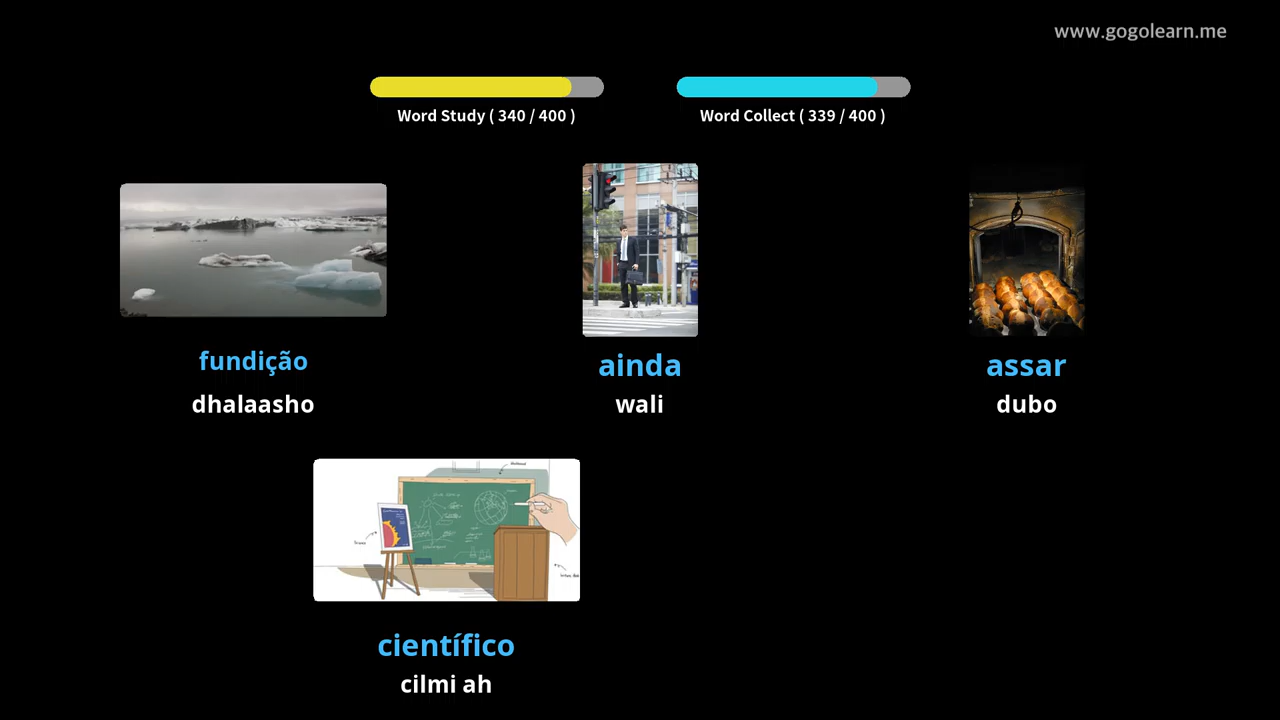 www.gogolearn.me
Word Study ( 340 / 400 )
Word Collect ( 339 / 400 )
fundição
dhalaasho
ainda
wali
assar
dubo
científico
cilmi ah